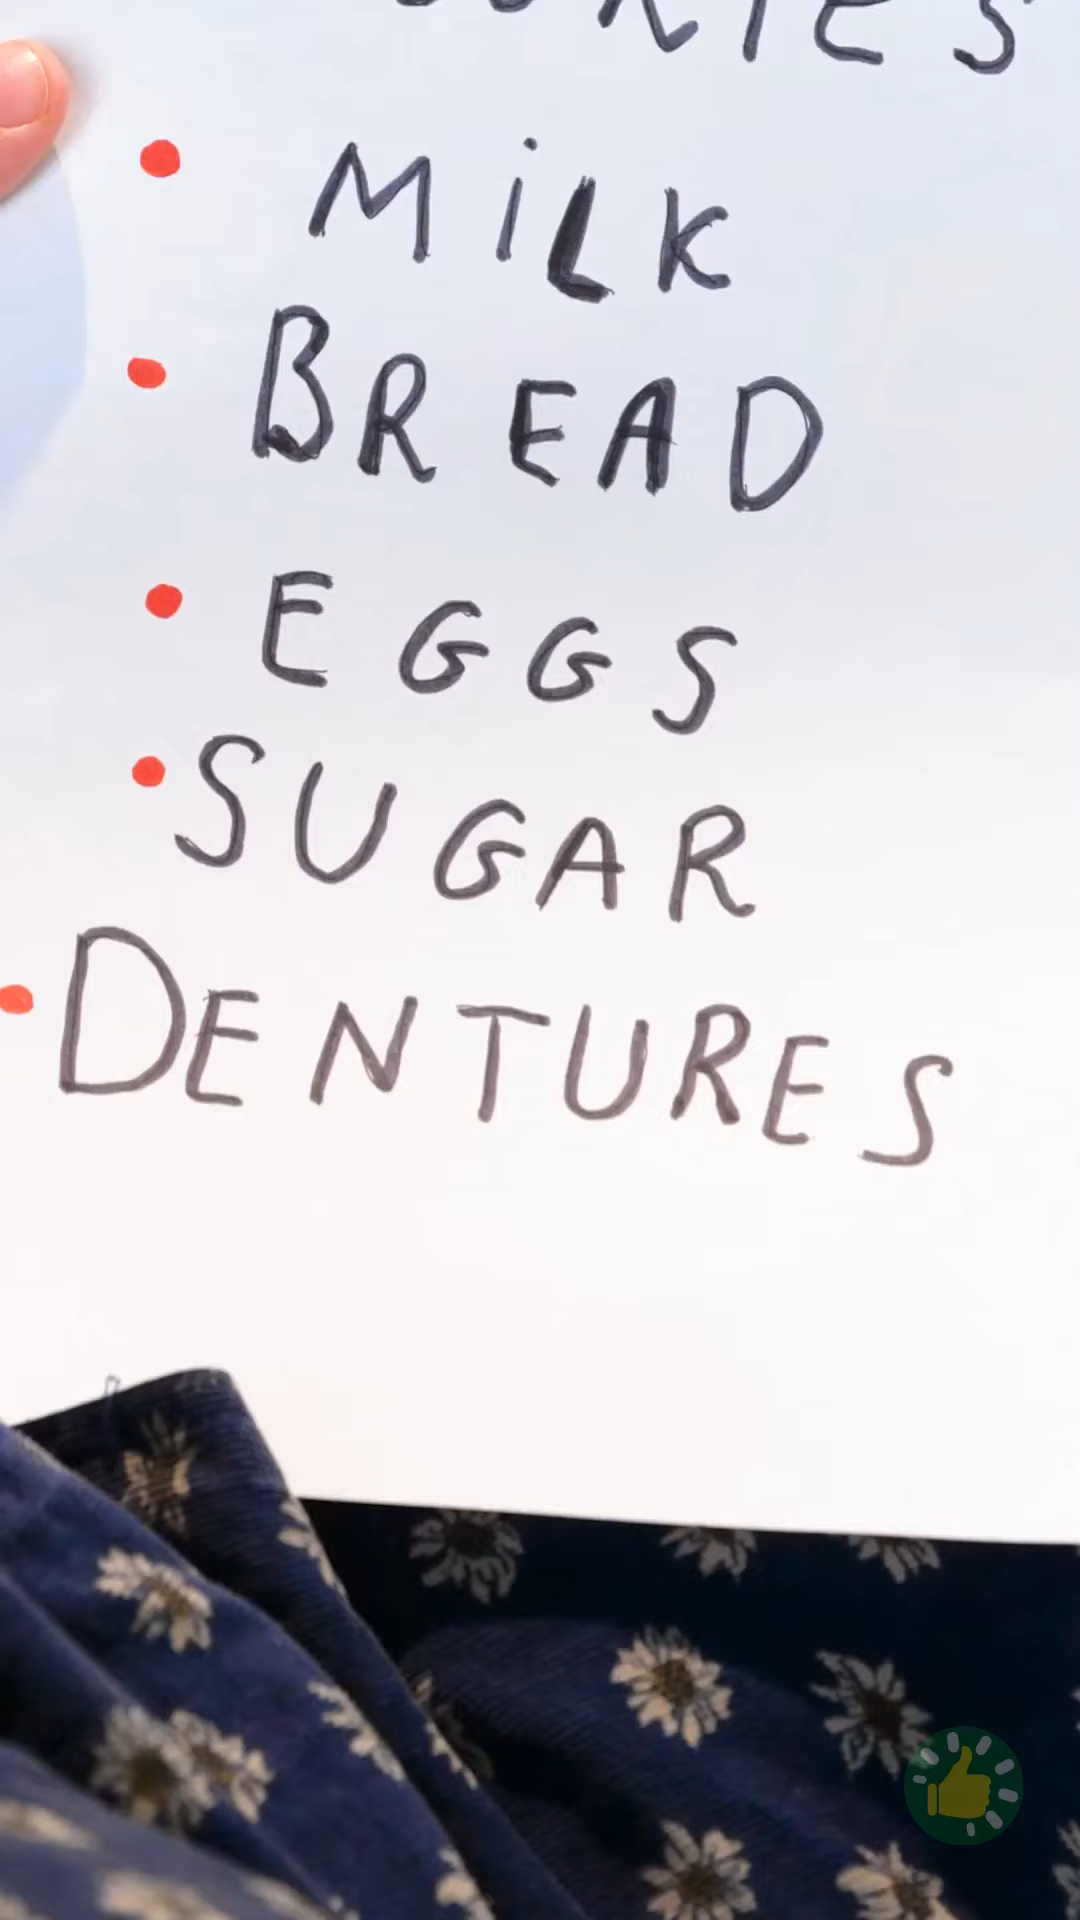 • MiLK
• BREAD
• EGGS
• SUGAR
• DENTURES